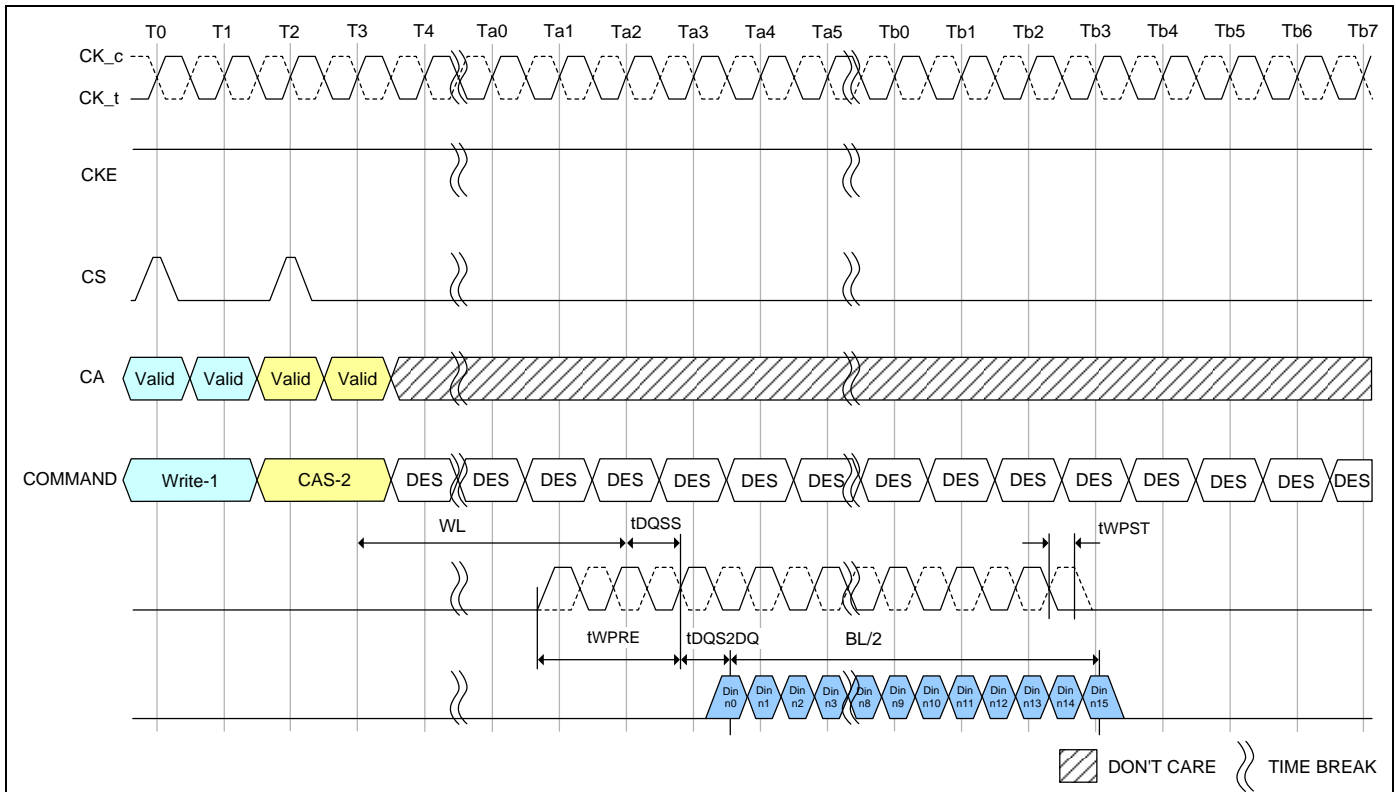 T0 T1 T2 T3 T4 Ta0 Ta1 Ta2 Ta3 Ta4 Ta5 Tb0 Tb1 Tb2 Tb3 Tb4 Tb5 Tb6 Tb7
CK_c
CK_t
CKE
CS
CA Valid Valid Valid Valid
COMMAND Write-1 CAS-2 DES DES DES DES DES DES DES DES DES DES DES DES DES DES DES
WL tDQSS tWPST
tWPRE tDQS2DQ BL/2
Din Din Din Din Din Din Din Din Din Din Din Din
n0 n1 n2 n3 n8 n9 n10 n11 n12 n13 n14 n15
DON'T CARE TIME BREAK